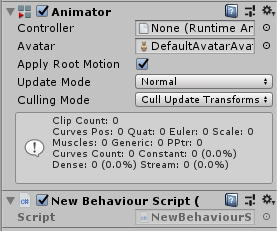 Animator
Controller None (Runtime Ar
Avatar DefaultAvatarAva
Apply Root Motion
Update Mode Normal
Culling Mode Cull Update Transforms
Clip Count: 0
Curves Pos: 0 Quat: 0 Euler: 0 Scale: 0
Muscles: 0 Generic: 0 PPtr: 0
Curves Count: 0 Constant: 0 (0.0%)
Dense: 0 (0.0%) Stream: 0 (0.0%)
New Behaviour Script (
Script NewBehaviourS